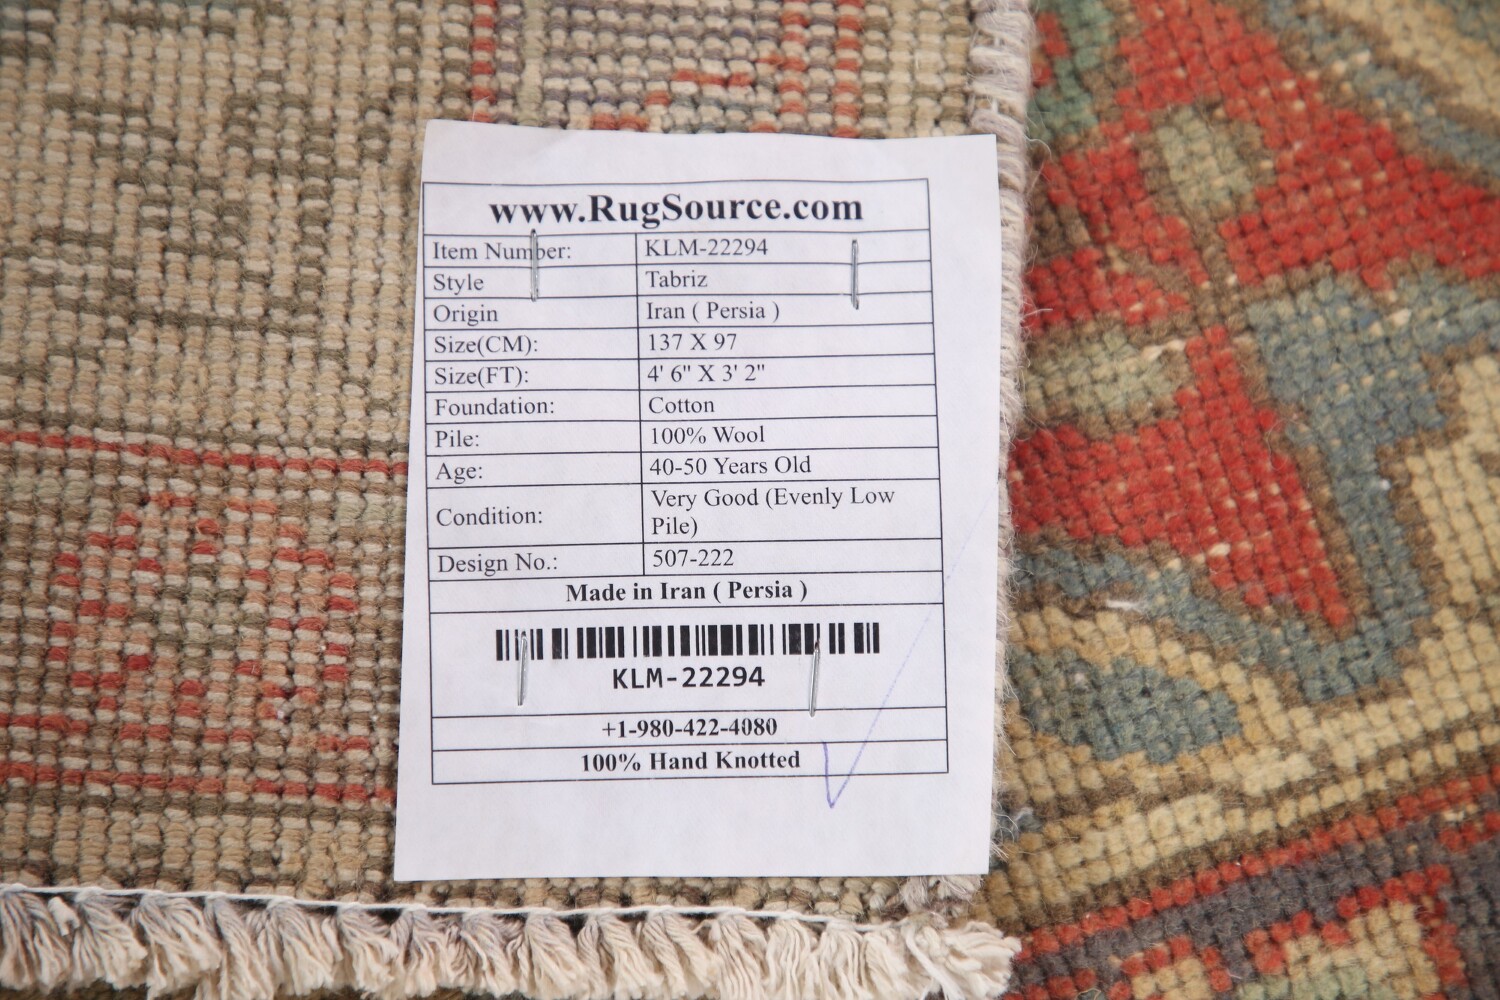 www.RugSource.com
Item Number: KLM-22294
Style Tabriz
Origin Iran ( Persia )
Size(CM): 137 X 97
Size(FT): 4' 6" X 3' 2"
Foundation: Cotton
Pile: 100% Wool
Age: 40-50 Years Old
Condition: Very Good (Evenly Low
Pile)
Design No.: 507-222
Made in Iran ( Persia )
KLM-22294
+1-980-422-4080
100% Hand Knotted